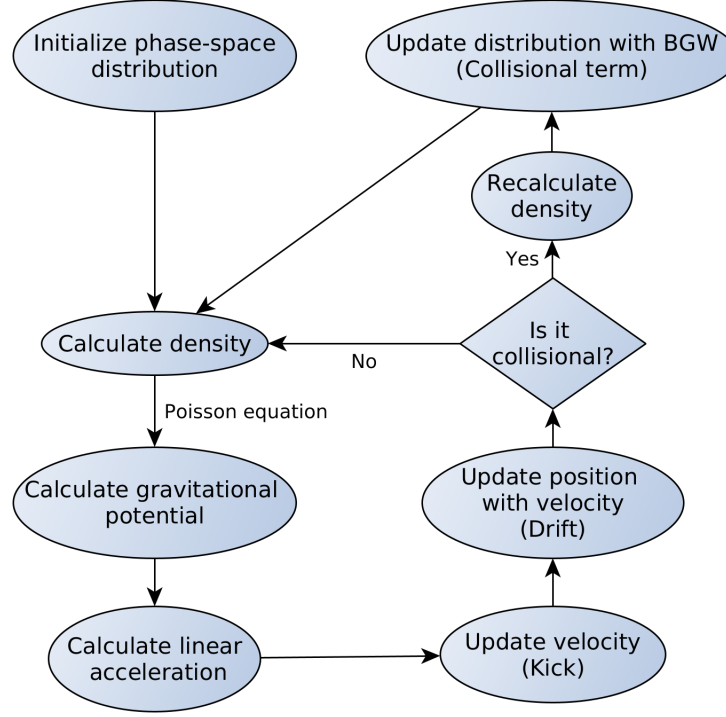 Initialize phase-space
distribution
Update distribution with BGW
(Collisional term)
Recalculate
density
Yes
Is it
collisional?
No
Calculate density
Poisson equation
Calculate gravitational
potential
Update position
with velocity
(Drift)
Calculate linear
acceleration
Update velocity
(Kick)